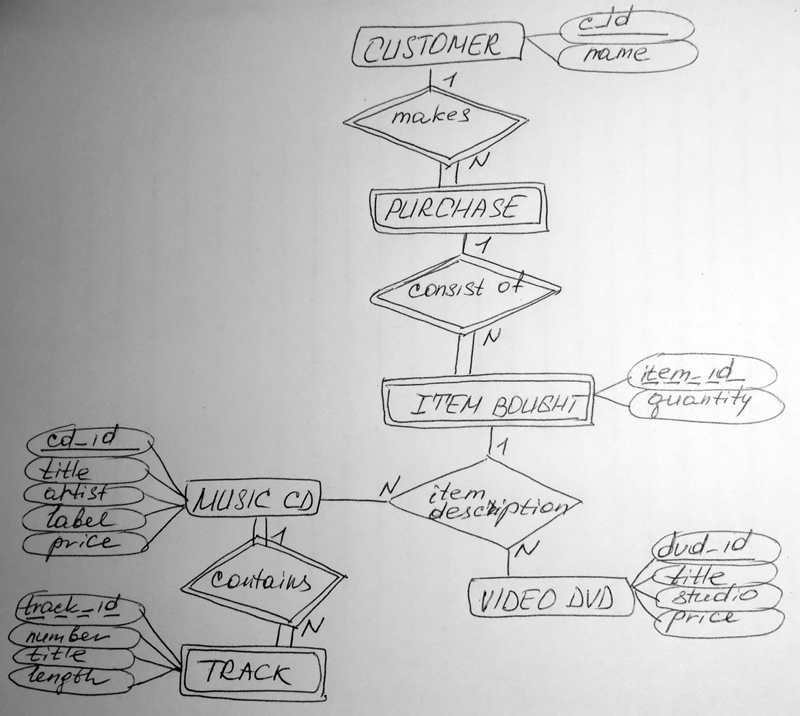 c_id
CUSTOMER
name
1
makes
N
PURCHASE
1
consist of
N
item_id
ITEM BOUGHT
quantity
1
cd_id
title
artist
label
price
MUSIC CD
N
item
description
N
1
contains
N
dvd_id
title
studio
price
VIDEO DVD
track_id
number
title
length
TRACK